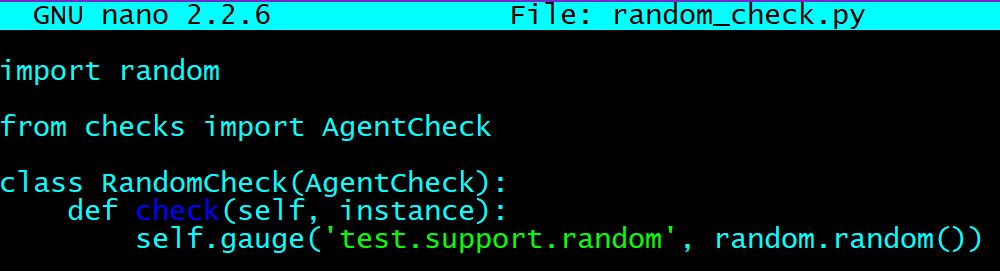 GNU nano 2.2.6 File: random_check.py
import random
from checks import AgentCheck
class RandomCheck(AgentCheck):
def check(self, instance):
self.gauge('test.support.random', random.random())